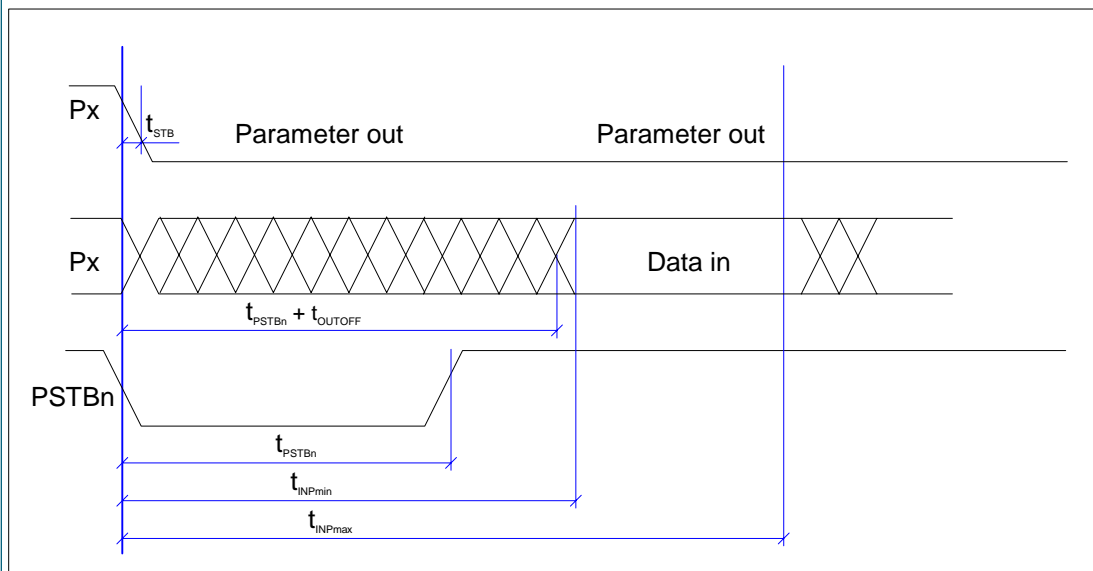 Px
tSTB
Parameter out
Parameter out
Px
Data in
tPSTBn + tOUTOFF
PSTBn
tPSTBn
tINPmin
tINPmax